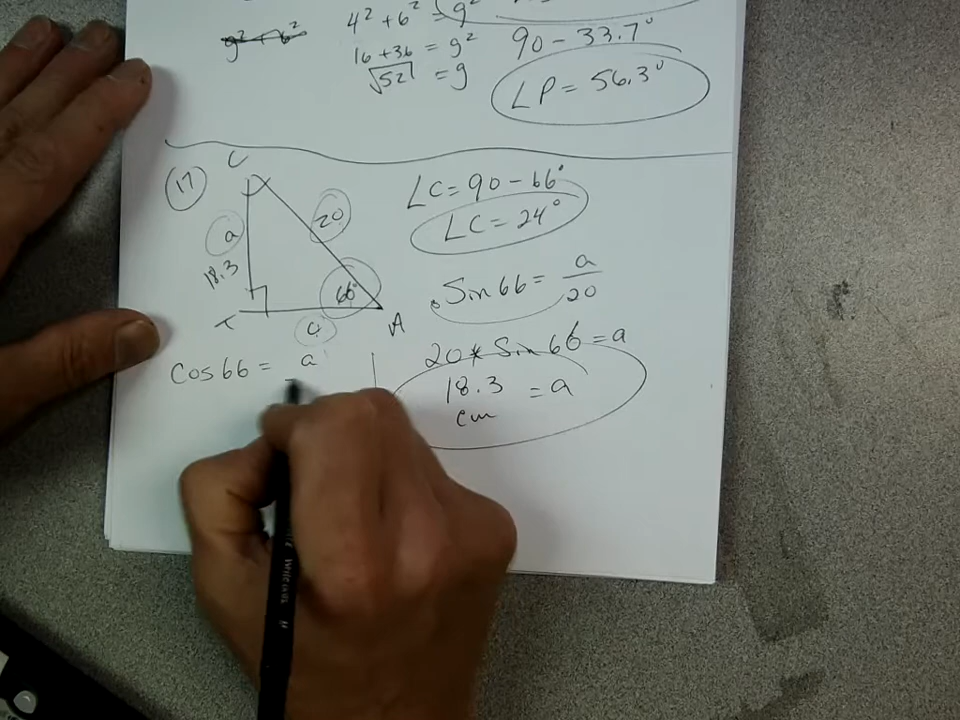 4² + 6² = g²
16 + 36 = g²
√52 = g
90 - 33.7°
∠P = 56.3°
17
C
20
a
18.3
66°
A
∠C = 90 - 66°
∠C = 24°
Sin 66 = a/20
20 * Sin 66 = a
18.3 = a
cm
Cos 66 = a